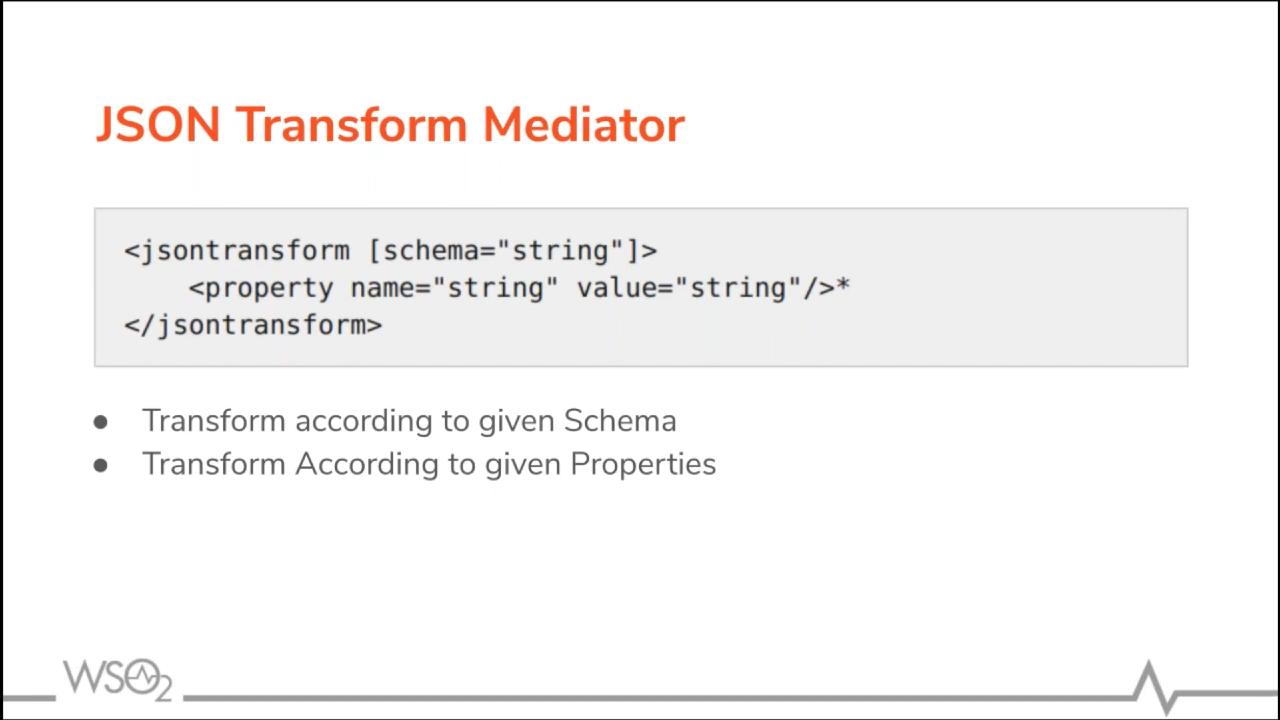 JSON Transform Mediator
<jsontransform [schema="string"]>
<property name="string" value="string"/>*
</jsontransform>
● Transform according to given Schema
● Transform According to given Properties
WSO2